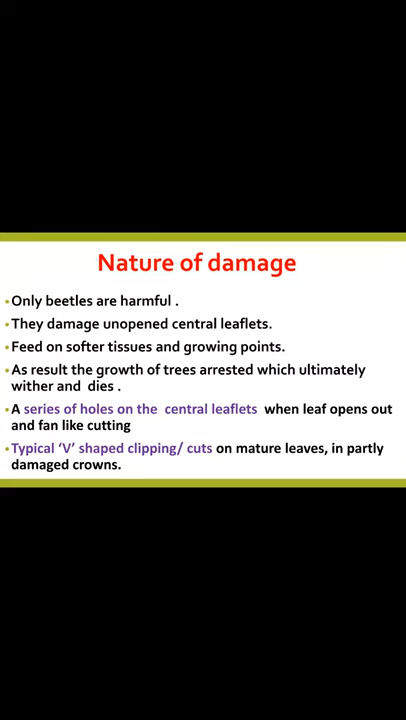 Nature of damage
•Only beetles are harmful .
•They damage unopened central leaflets.
•Feed on softer tissues and growing points.
•As result the growth of trees arrested which ultimately
wither and dies .
•A series of holes on the central leaflets when leaf opens out
and fan like cutting
•Typical ‘V’ shaped clipping/ cuts on mature leaves, in partly
damaged crowns.